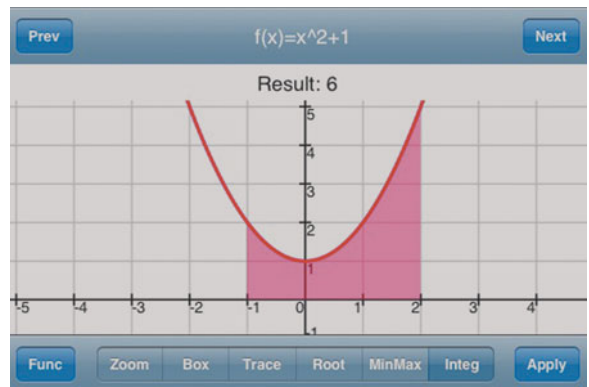 Prev f(x)=x^2+1 Next
Result: 6
5
4
3
2
1
-5 -4 -3 -2 -1 0 1 2 3 4
-1
Func Zoom Box Trace Root MinMax Integ Apply